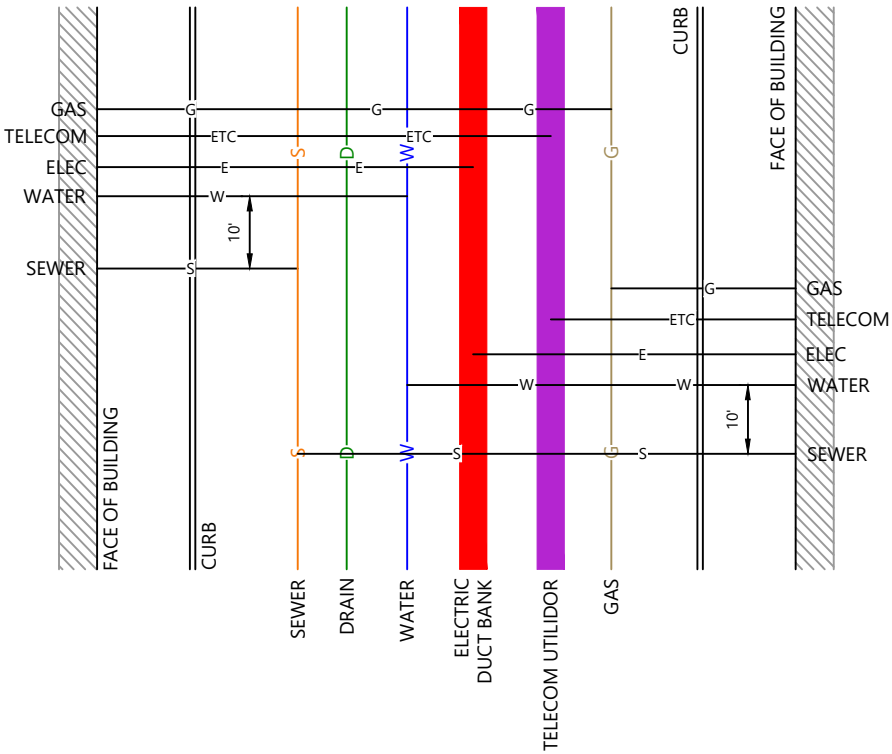 CURB
FACE OF BUILDING
GAS
G
G
G
TELECOM
ETC
ETC
S
D
W
G
ELEC
E
E
WATER
W
10'
SEWER
S
G
GAS
ETC
TELECOM
E
ELEC
W
W
WATER
10'
S
D
W
S
G
S
SEWER
FACE OF BUILDING
CURB
SEWER
DRAIN
WATER
ELECTRIC
DUCT BANK
TELECOM UTILIDOR
GAS